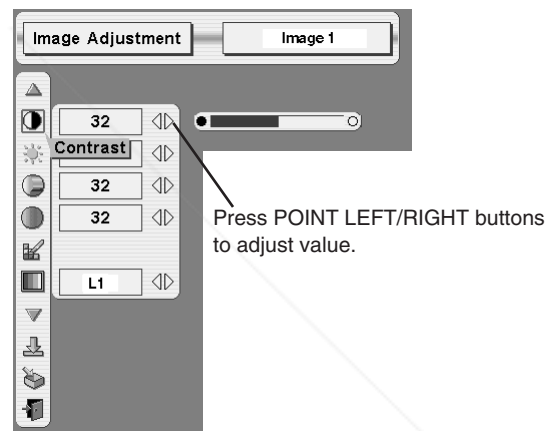 Image Adjustment
Image 1
32
Contrast
32
32
L1
Press POINT LEFT/RIGHT buttons
to adjust value.